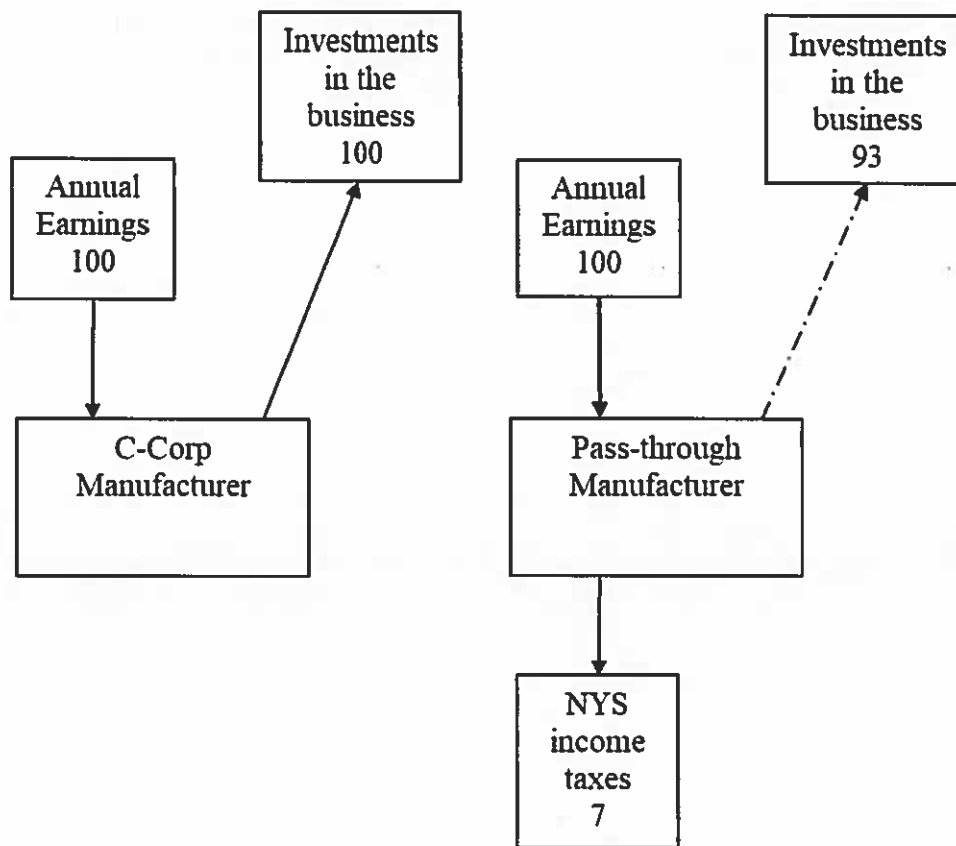 Investments
in the
business
100
Annual
Earnings
100
C-Corp
Manufacturer
Investments
in the
business
93
Annual
Earnings
100
Pass-through
Manufacturer
NYS
income
taxes
7